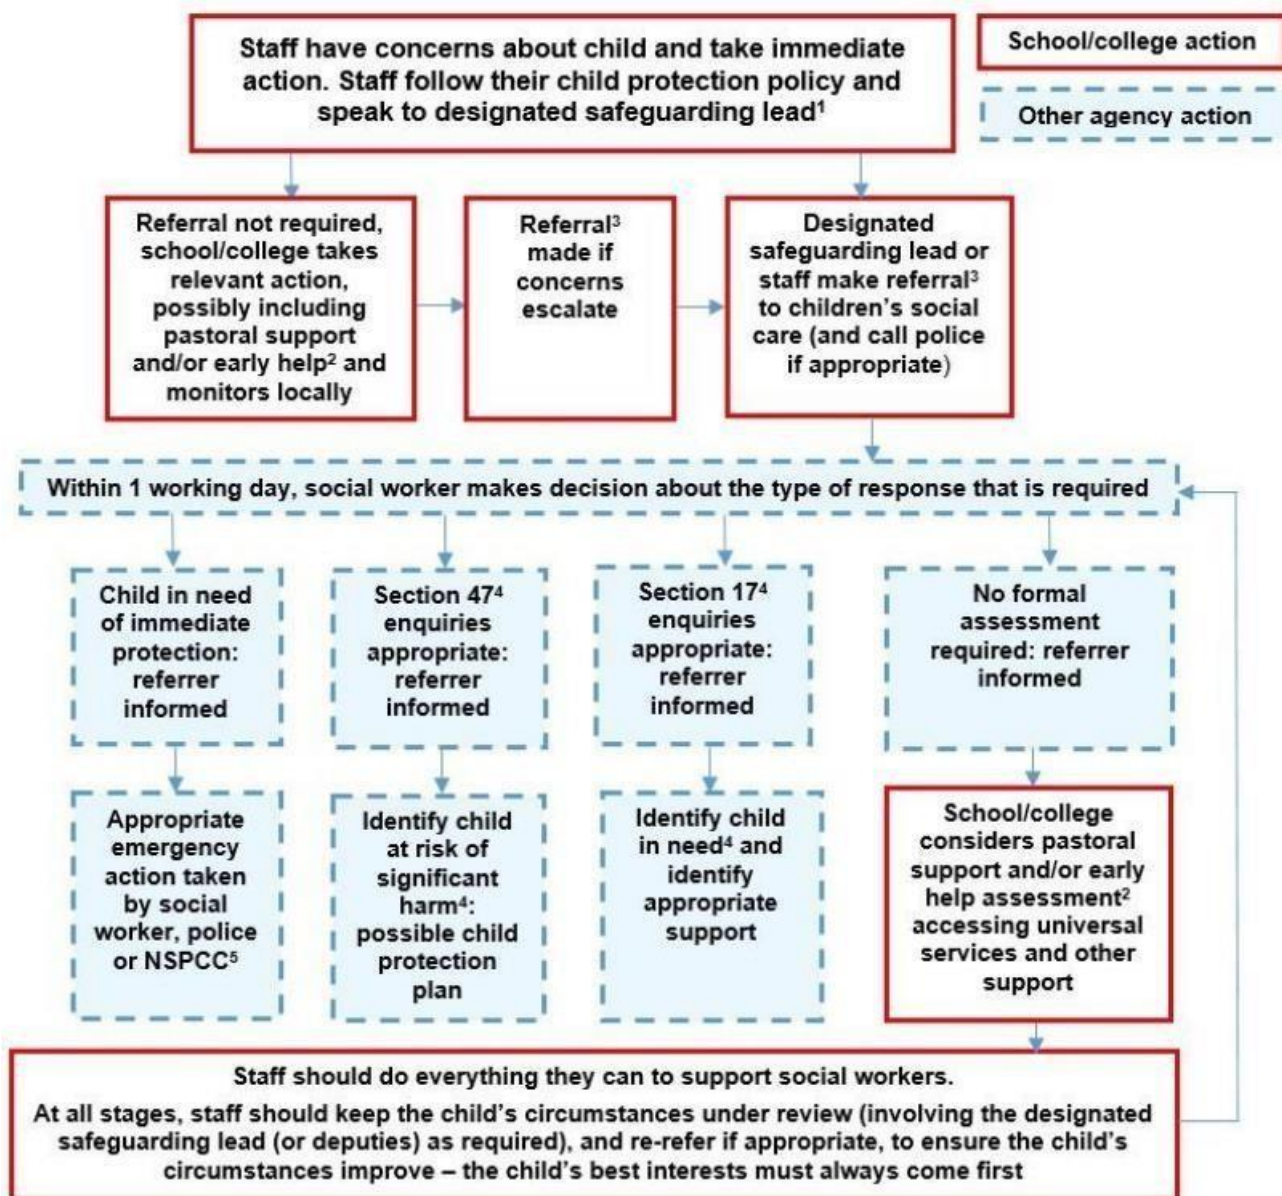 Staff have concerns about child and take immediate
action. Staff follow their child protection policy and
speak to designated safeguarding lead¹
School/college action
Other agency action
Referral not required,
school/college takes
relevant action,
possibly including
pastoral support
and/or early help² and
monitors locally
Referral³
made if
concerns
escalate
Designated
safeguarding lead or
staff make referral³
to children's social
care (and call police
if appropriate)
Within 1 working day, social worker makes decision about the type of response that is required
Child in need
of immediate
protection:
referrer
informed
Section 47⁴
enquiries
appropriate:
referrer
informed
Section 17⁴
enquiries
appropriate:
referrer
informed
No formal
assessment
required: referrer
informed
Appropriate
emergency
action taken
by social
worker, police
or NSPCC⁵
Identify child
at risk of
significant
harm⁴:
possible child
protection
plan
Identify child
in need⁴ and
identify
appropriate
support
School/college
considers pastoral
support and/or early
help assessment²
accessing universal
services and other
support
Staff should do everything they can to support social workers.
At all stages, staff should keep the child's circumstances under review (involving the designated
safeguarding lead (or deputies) as required), and re-refer if appropriate, to ensure the child's
circumstances improve – the child's best interests must always come first